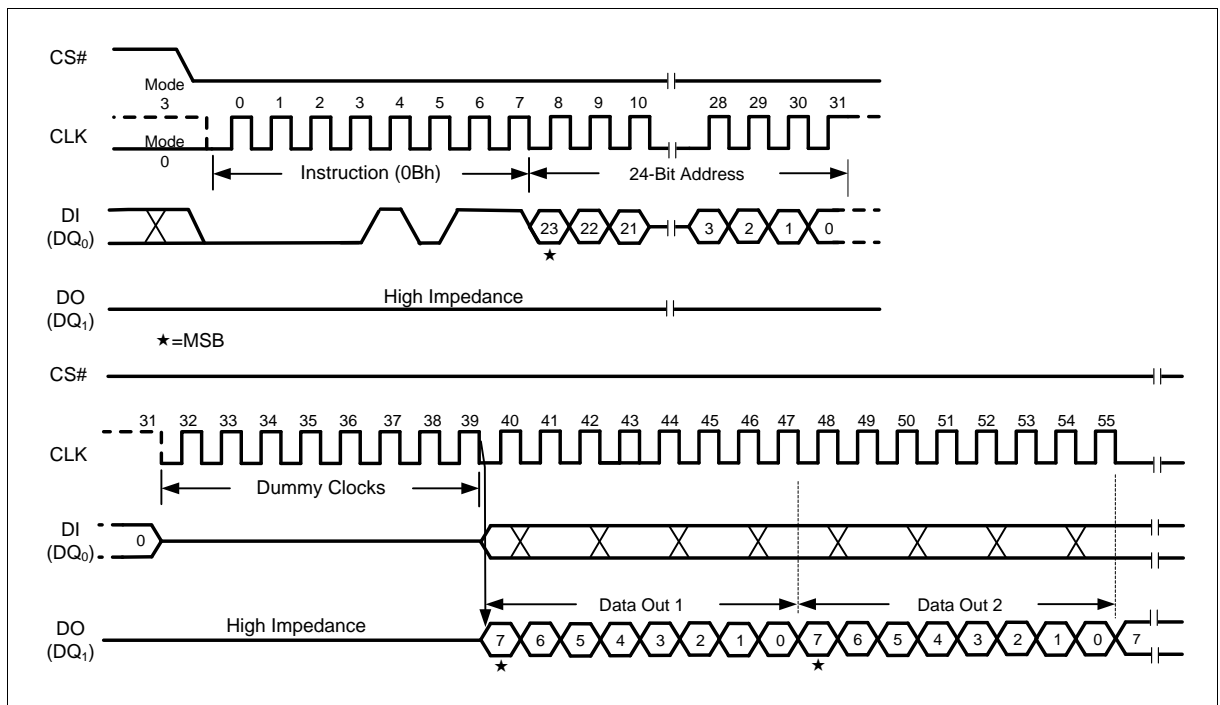 CS#
Mode
3
0 1 2 3 4 5 6 7 8 9 10 28 29 30 31
CLK
Mode
0
Instruction (0Bh) 24-Bit Address
DI
(DQ0)
23 22 21 3 2 1 0
★
DO
(DQ1)
High Impedance
★=MSB
CS#
31 32 33 34 35 36 37 38 39 40 41 42 43 44 45 46 47 48 49 50 51 52 53 54 55
CLK
Dummy Clocks
DI
(DQ0)
0
Data Out 1 Data Out 2
DO
(DQ1)
High Impedance
7 6 5 4 3 2 1 0 7 6 5 4 3 2 1 0 7
★ ★